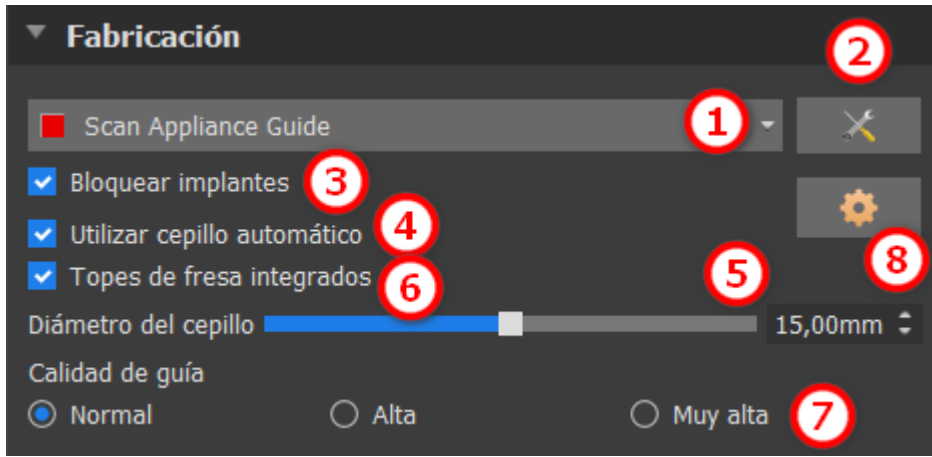 Fabricación
2
Scan Appliance Guide 1
Bloquear implantes 3
Utilizar cepillo automático 4
8
Topes de fresa integrados 6 5
Diámetro del cepillo 15,00mm
Calidad de guía
Normal Alta Muy alta 7